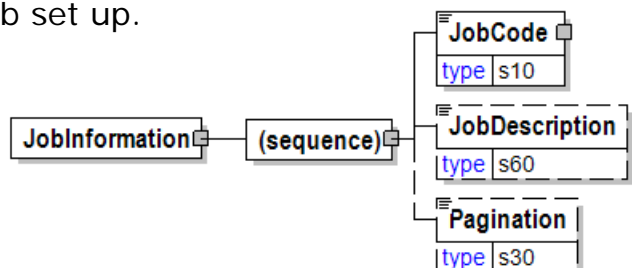 b set up.
JobCode
type s10
JobInformation
(sequence)
JobDescription
type s60
Pagination
type s30